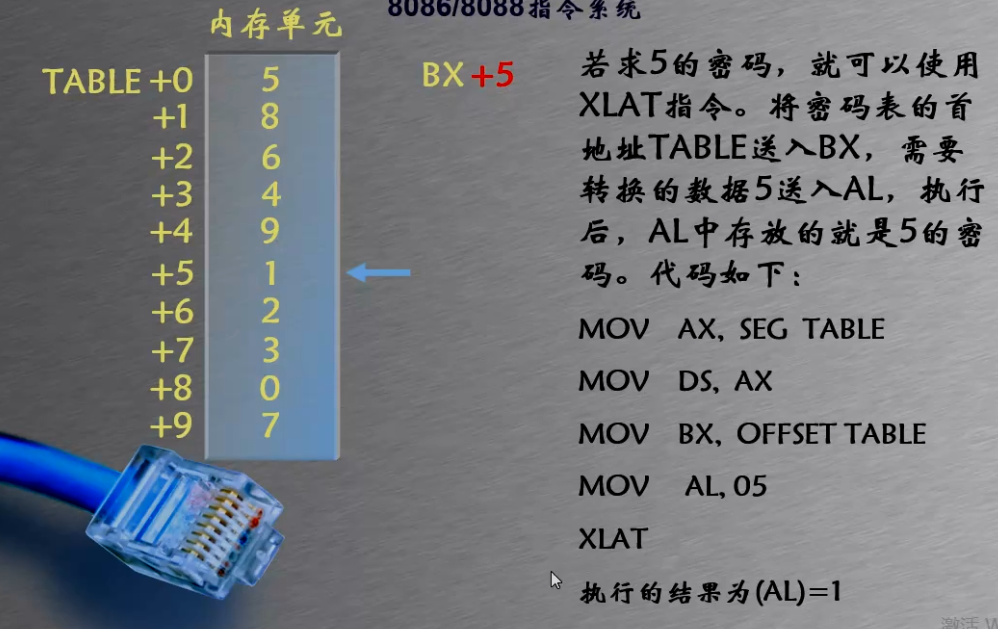 8086/8088指令系统
内存单元
TABLE +0 5
+1 8
+2 6
+3 4
+4 9
+5 1
+6 2
+7 3
+8 0
+9 7
BX +5
若求5的密码，就可以使用
XLAT指令。将密码表的首
地址TABLE送入BX，需要
转换的数据5送入AL，执行
后，AL中存放的就是5的密
码。代码如下：
MOV AX, SEG TABLE
MOV DS, AX
MOV BX, OFFSET TABLE
MOV AL, 05
XLAT
执行的结果为(AL)=1
激活 W